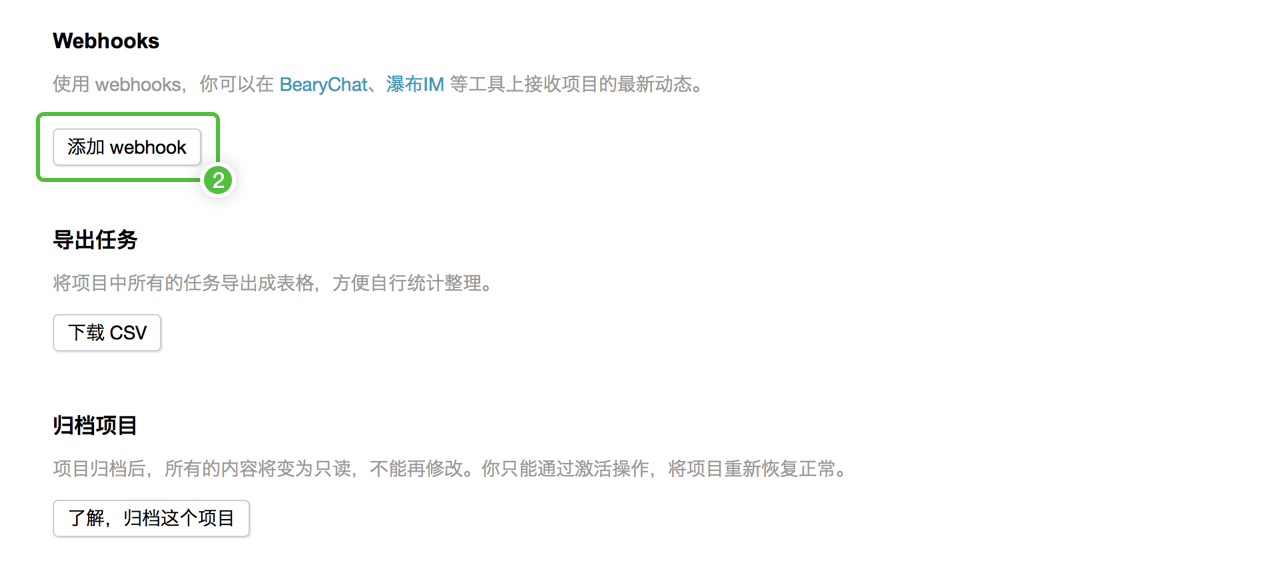 Webhooks
使用 webhooks，你可以在 BearyChat、瀑布IM 等工具上接收项目的最新动态。
添加 webhook
2
导出任务
将项目中所有的任务导出成表格，方便自行统计整理。
下载 CSV
归档项目
项目归档后，所有的内容将变为只读，不能再修改。你只能通过激活操作，将项目重新恢复正常。
了解，归档这个项目